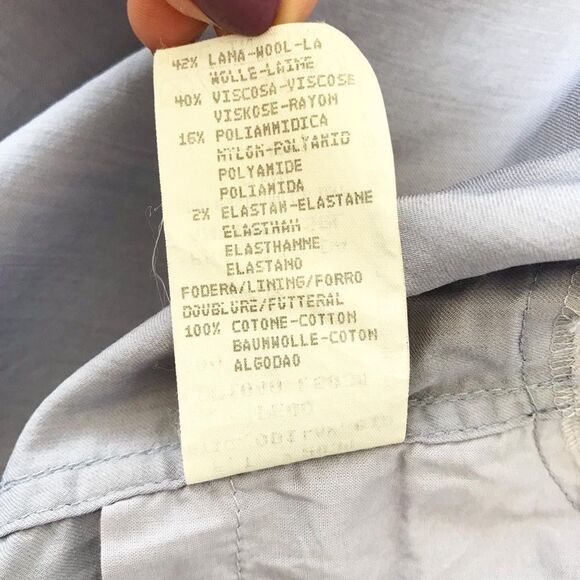 42% LANA-WOOL-LA
WOLLE-LAINE
40% VISCOSA-VISCOSE
VISKOSE-RAYON
16% POLIAMMIDICA
NYLON-POLYAMID
POLYAMIDE
POLIAMIDA
2% ELASTAN-ELASTANE
ELASTHAN
ELASTHANNE
ELASTANO
FODERA/LINING/FORRO
DOUBLURE/FUTTERAL
100% COTONE-COTTON
BAUMWOLLE-COTON
ALGODAO